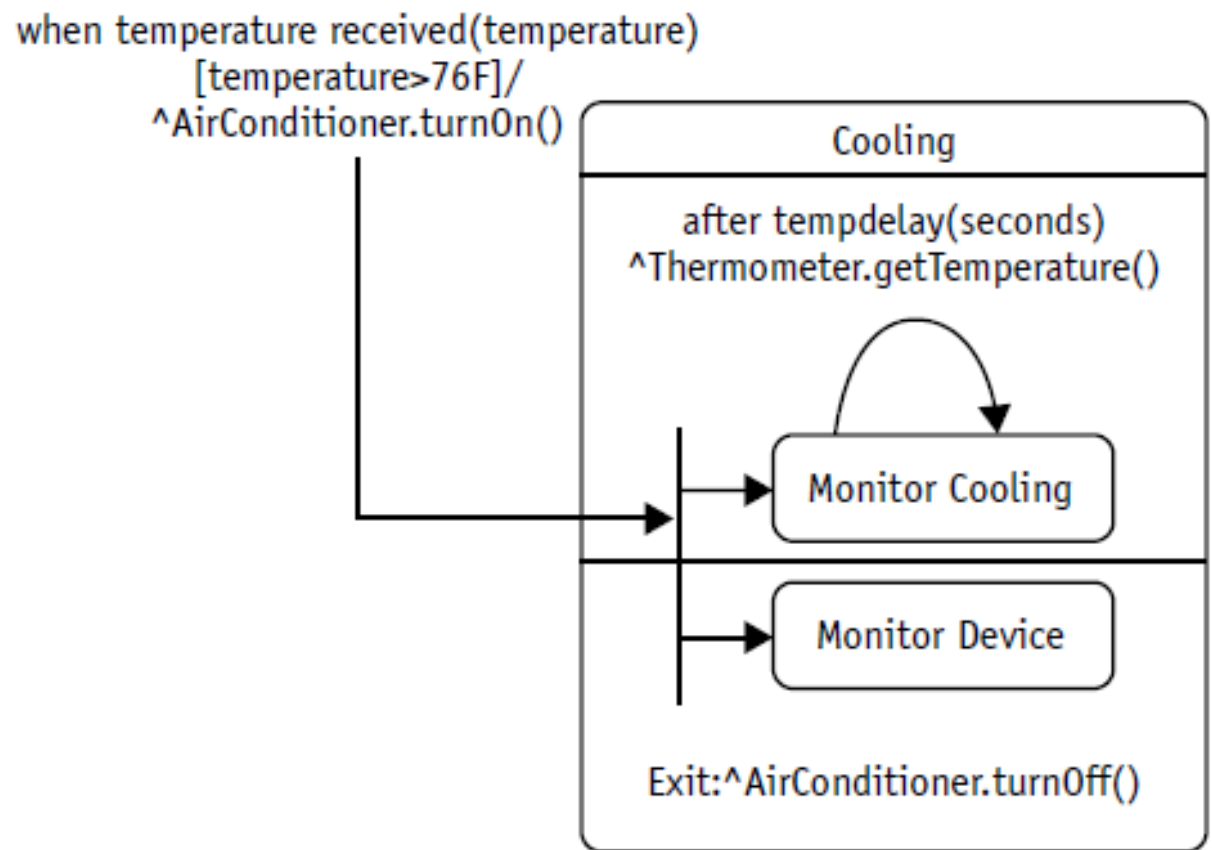 when temperature received(temperature)
[temperature>76F]/
^AirConditioner.turnOn()
Cooling
after tempdelay(seconds)
^Thermometer.getTemperature()
Monitor Cooling
Monitor Device
Exit:^AirConditioner.turnOff()